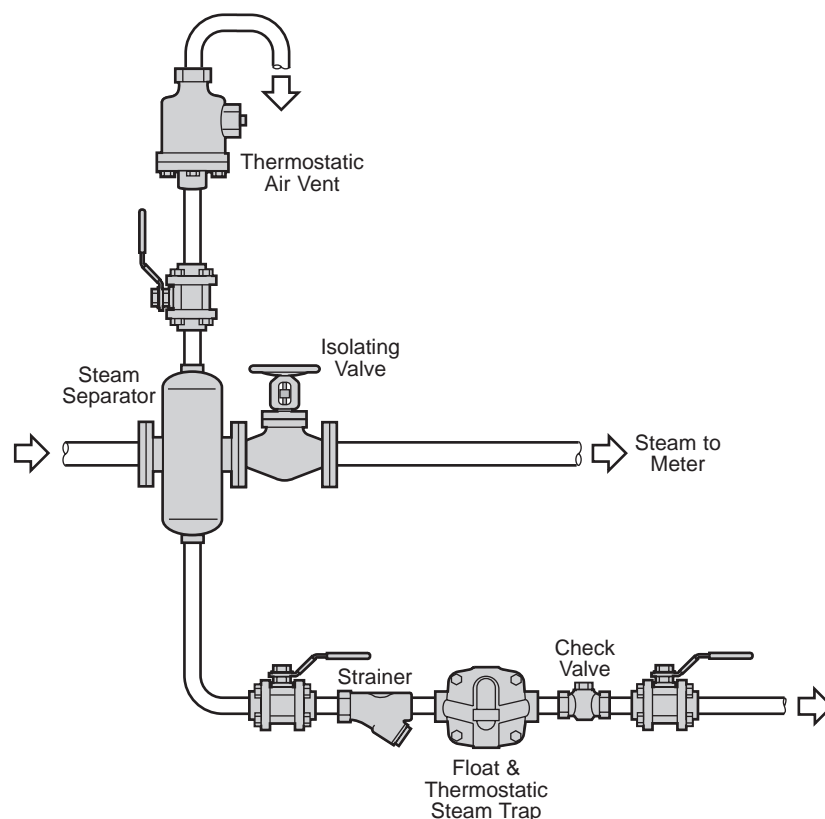 Thermostatic
Air Vent
Isolating
Valve
Steam
Separator
Steam to
Meter
Check
Valve
Strainer
Float &
Thermostatic
Steam Trap